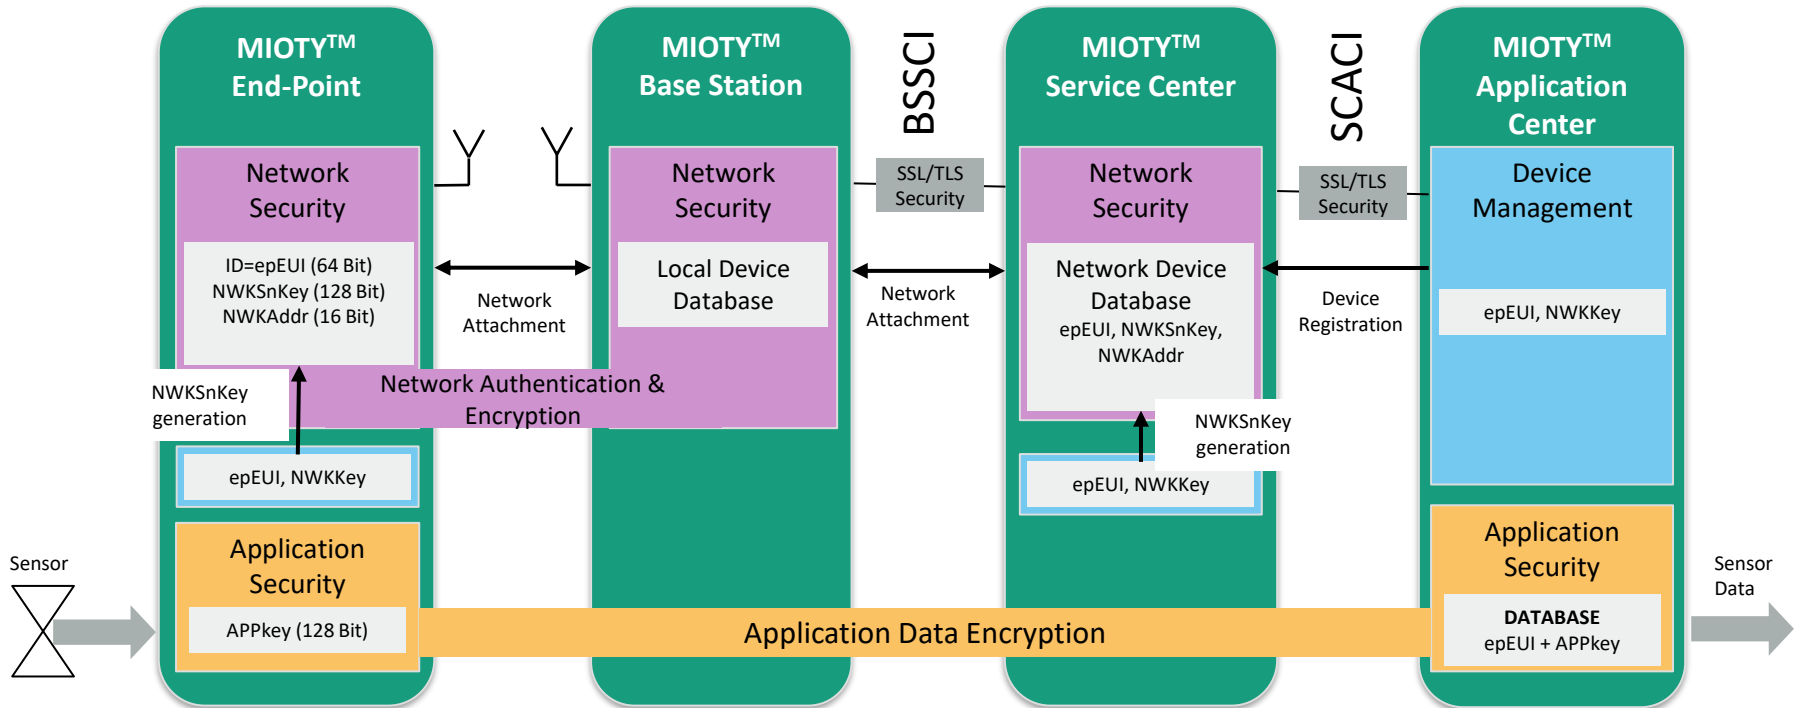 MIOTY™
End-Point
Network
Security
ID=epEUI (64 Bit)
NWKSnKey (128 Bit)
NWKAddr (16 Bit)
NWKSnKey
generation
epEUI, NWKKey
Application
Security
APPkey (128 Bit)
Sensor
Network
Attachment
MIOTY™
Base Station
Network
Security
Local Device
Database
Network Authentication &
Encryption
BSSCI
SSL/TLS
Security
Network
Attachment
MIOTY™
Service Center
Network
Security
Network Device
Database
epEUI, NWKSnKey,
NWKAddr
NWKSnKey
generation
epEUI, NWKKey
SCACI
SSL/TLS
Security
Device
Registration
MIOTY™
Application
Center
Device
Management
epEUI, NWKKey
Application
Security
DATABASE
epEUI + APPkey
Application Data Encryption
Sensor
Data